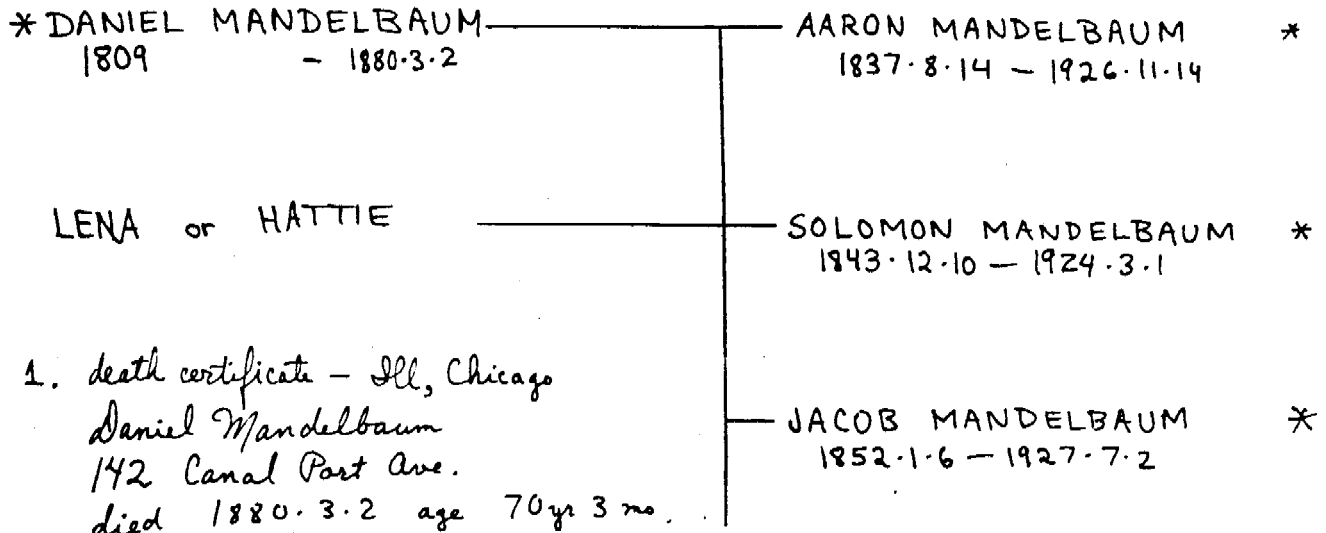 * DANIEL MANDELBAUM
1809 - 1880.3.2
AARON MANDELBAUM *
1837.8.14 – 1926.11.14
LENA or HATTIE
SOLOMON MANDELBAUM *
1843.12.10 – 1924.3.1
1. death certificate – Ill, Chicago
Daniel Mandelbaum
142 Canal Port Ave.
died 1880.3.2 age 70 yr 3 mo.
JACOB MANDELBAUM *
1852.1.6 – 1927.7.2